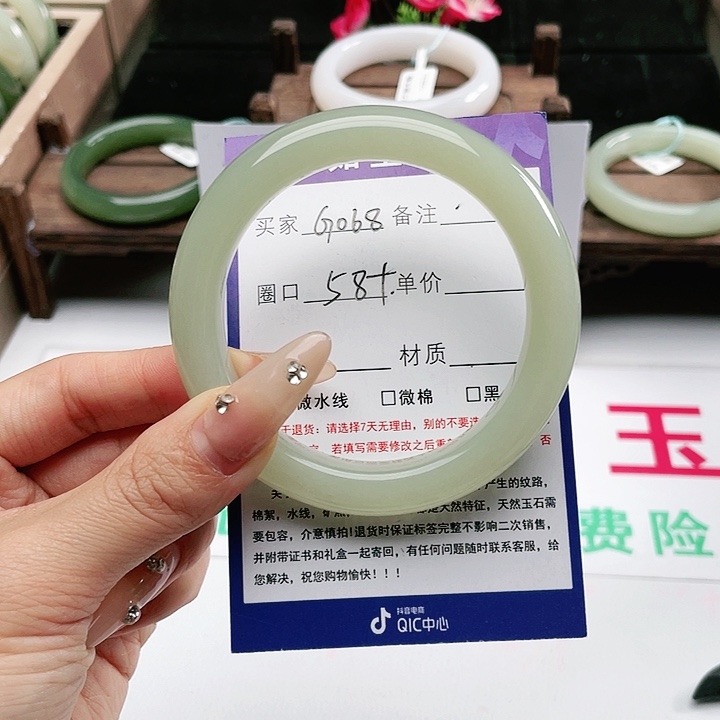 买家 G068 备注
圈口 58+ 单价
材质
微水线 □微棉 □黑
退货：请选择7天无理由，别的不要选
若填写需要修改之后重
否
产生的纹路，
棉絮，水线，矿
天然特征，天然玉石需
要包容，介意慎拍！退货时保证标签完整不影响二次销售，
并附带证书和礼盒一起寄回，有任何问题随时联系客服，给
您解决，祝您购物愉快！！！
抖音电商
QIC中心
玉
费险